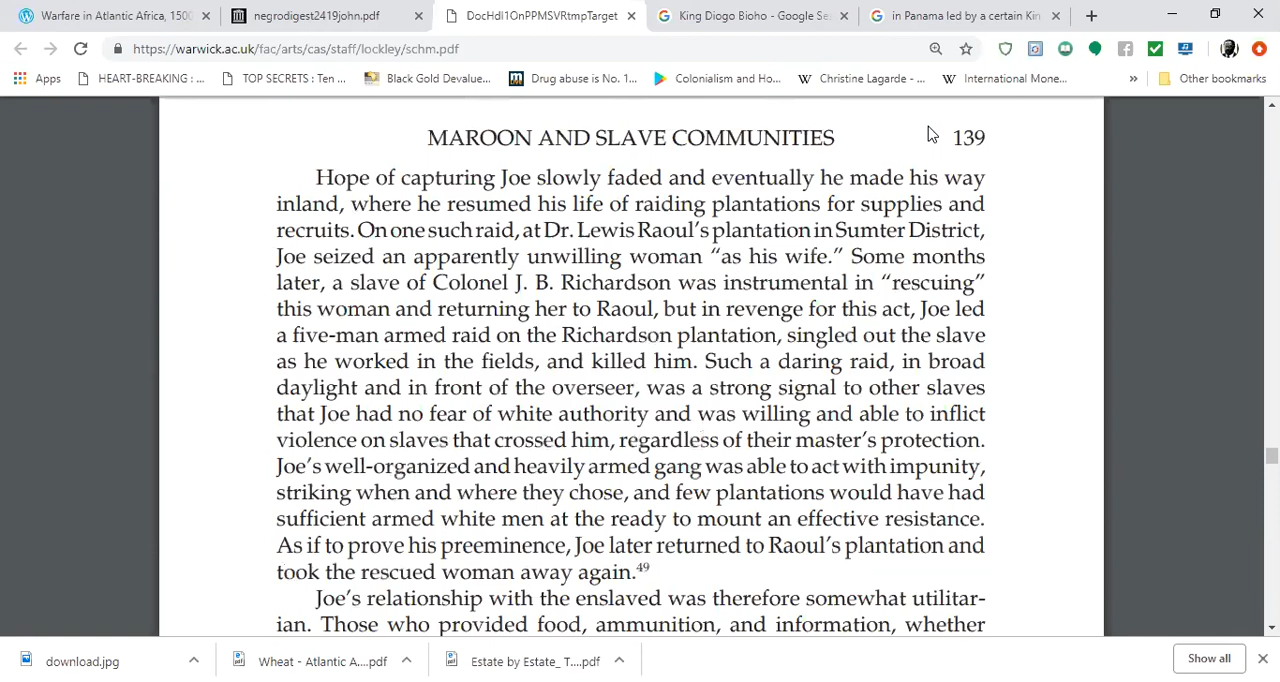 Warfare in Atlantic Africa, 1500
negrodigest2419john.pdf
DocHdl1OnPPMSVRtmpTarget
King Diogo Bioho - Google Se
in Panama led by a certain Kin
https://warwick.ac.uk/fac/arts/cas/staff/lockley/schm.pdf
Apps
HEART-BREAKING : ...
TOP SECRETS : Ten ...
Black Gold Devalue...
Drug abuse is No. 1...
Colonialism and Ho...
Christine Lagarde - ...
International Mone...
Other bookmarks
MAROON AND SLAVE COMMUNITIES 139
Hope of capturing Joe slowly faded and eventually he made his way
inland, where he resumed his life of raiding plantations for supplies and
recruits. On one such raid, at Dr. Lewis Raoul's plantation in Sumter District,
Joe seized an apparently unwilling woman “as his wife.” Some months
later, a slave of Colonel J. B. Richardson was instrumental in “rescuing”
this woman and returning her to Raoul, but in revenge for this act, Joe led
a five-man armed raid on the Richardson plantation, singled out the slave
as he worked in the fields, and killed him. Such a daring raid, in broad
daylight and in front of the overseer, was a strong signal to other slaves
that Joe had no fear of white authority and was willing and able to inflict
violence on slaves that crossed him, regardless of their master's protection.
Joe's well-organized and heavily armed gang was able to act with impunity,
striking when and where they chose, and few plantations would have had
sufficient armed white men at the ready to mount an effective resistance.
As if to prove his preeminence, Joe later returned to Raoul's plantation and
took the rescued woman away again.49
Joe's relationship with the enslaved was therefore somewhat utilitar-
ian. Those who provided food, ammunition, and information, whether
download.jpg
Wheat - Atlantic A....pdf
Estate by Estate_ T....pdf
Show all